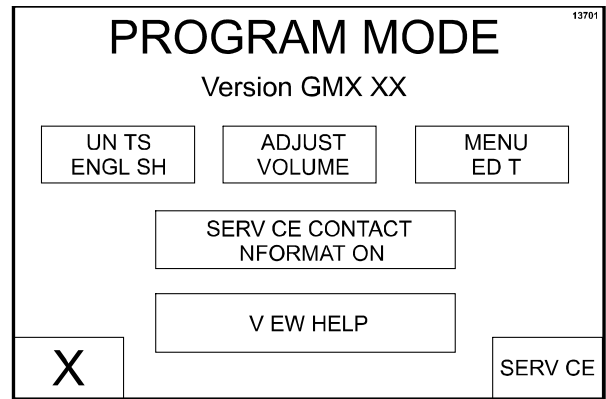 13701
PROGRAM MODE
Version GMX XX
UN TS
ENGL SH
ADJUST
VOLUME
MENU
ED T
SERV CE CONTACT
NFORMAT ON
V EW HELP
X
SERV CE